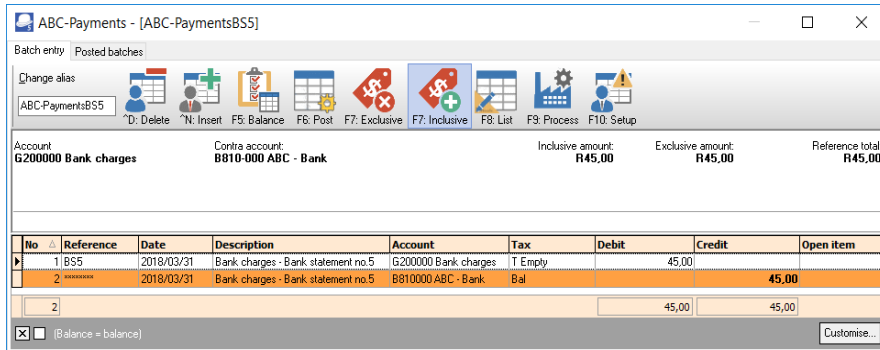 ABC-Payments - [ABC-PaymentsBS5]
Batch entry Posted batches
Change alias
ABC-PaymentsBS5
^D: Delete ^N: Insert F5: Balance F6: Post F7: Exclusive F7: Inclusive F8: List F9: Process F10: Setup
Account Contra account: Inclusive amount: Exclusive amount: Reference total
G200000 Bank charges B810-000 ABC - Bank R45,00 R45,00 R45,00
No Reference Date Description Account Tax Debit Credit Open item
1 BS5 2018/03/31 Bank charges - Bank statement no.5 G200000 Bank charges T Empty 45,00
2 ******** 2018/03/31 Bank charges - Bank statement no.5 B810000 ABC - Bank Bal 45,00
2 45,00 45,00
(Balance = balance) Customise...